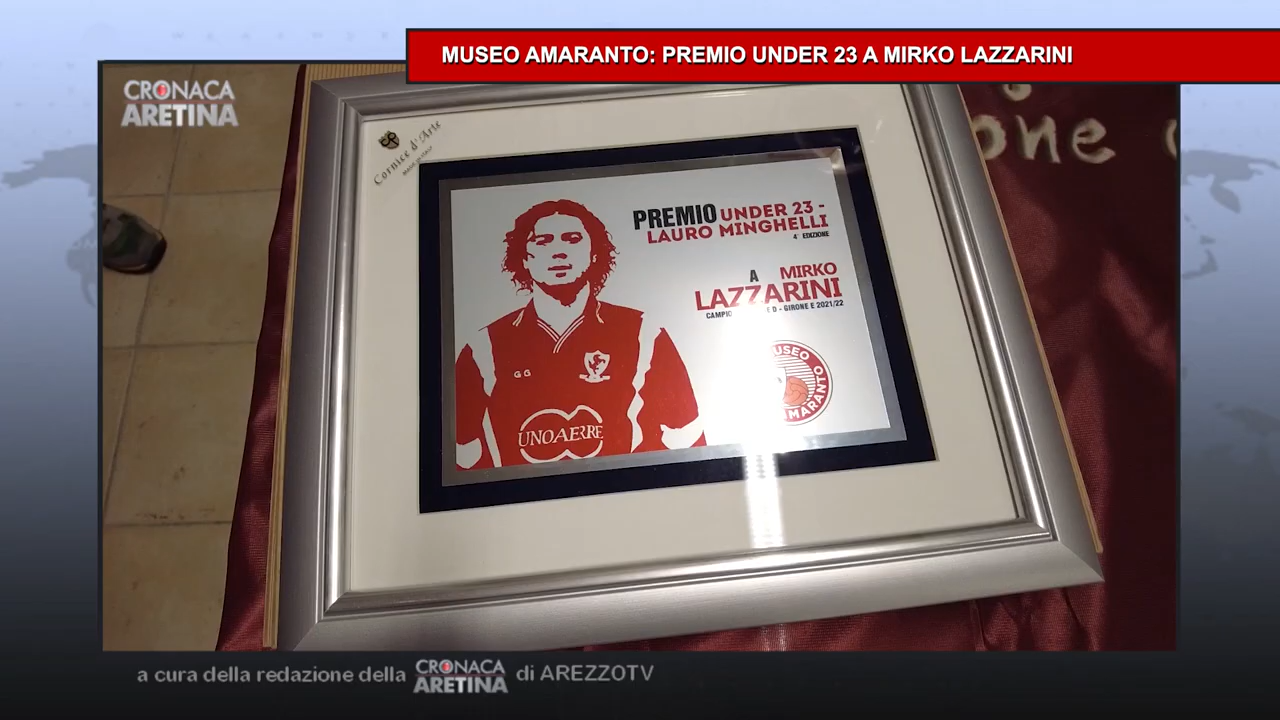 MUSEO AMARANTO: PREMIO UNDER 23 A MIRKO LAZZARINI
CRONACA
ARETINA
one
Cornice d'Arte
PREMIO UNDER 23 -
LAURO MINGHELLI
4° EDIZIONE
A MIRKO
LAZZARINI
D - GIRONE E 2021/22
GG
UNOAERRE
MUSEO
AMARANTO
a cura della redazione della CRONACA ARETINA di AREZZOTV